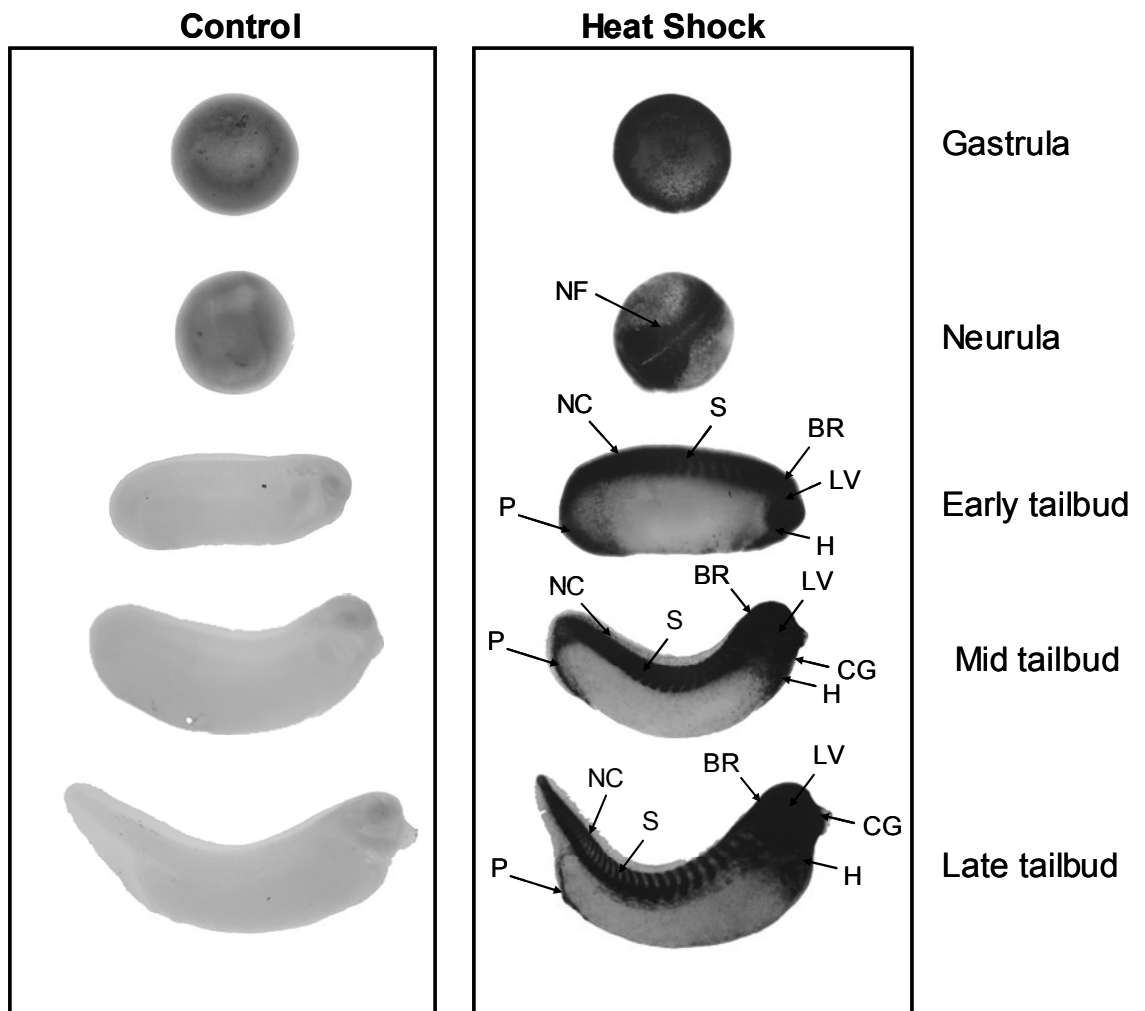 Control
Heat Shock
Gastrula
NF
Neurula
NC
S
BR
LV
P
H
Early tailbud
NC
S
BR
LV
P
CG
H
Mid tailbud
NC
S
BR
LV
P
CG
H
Late tailbud